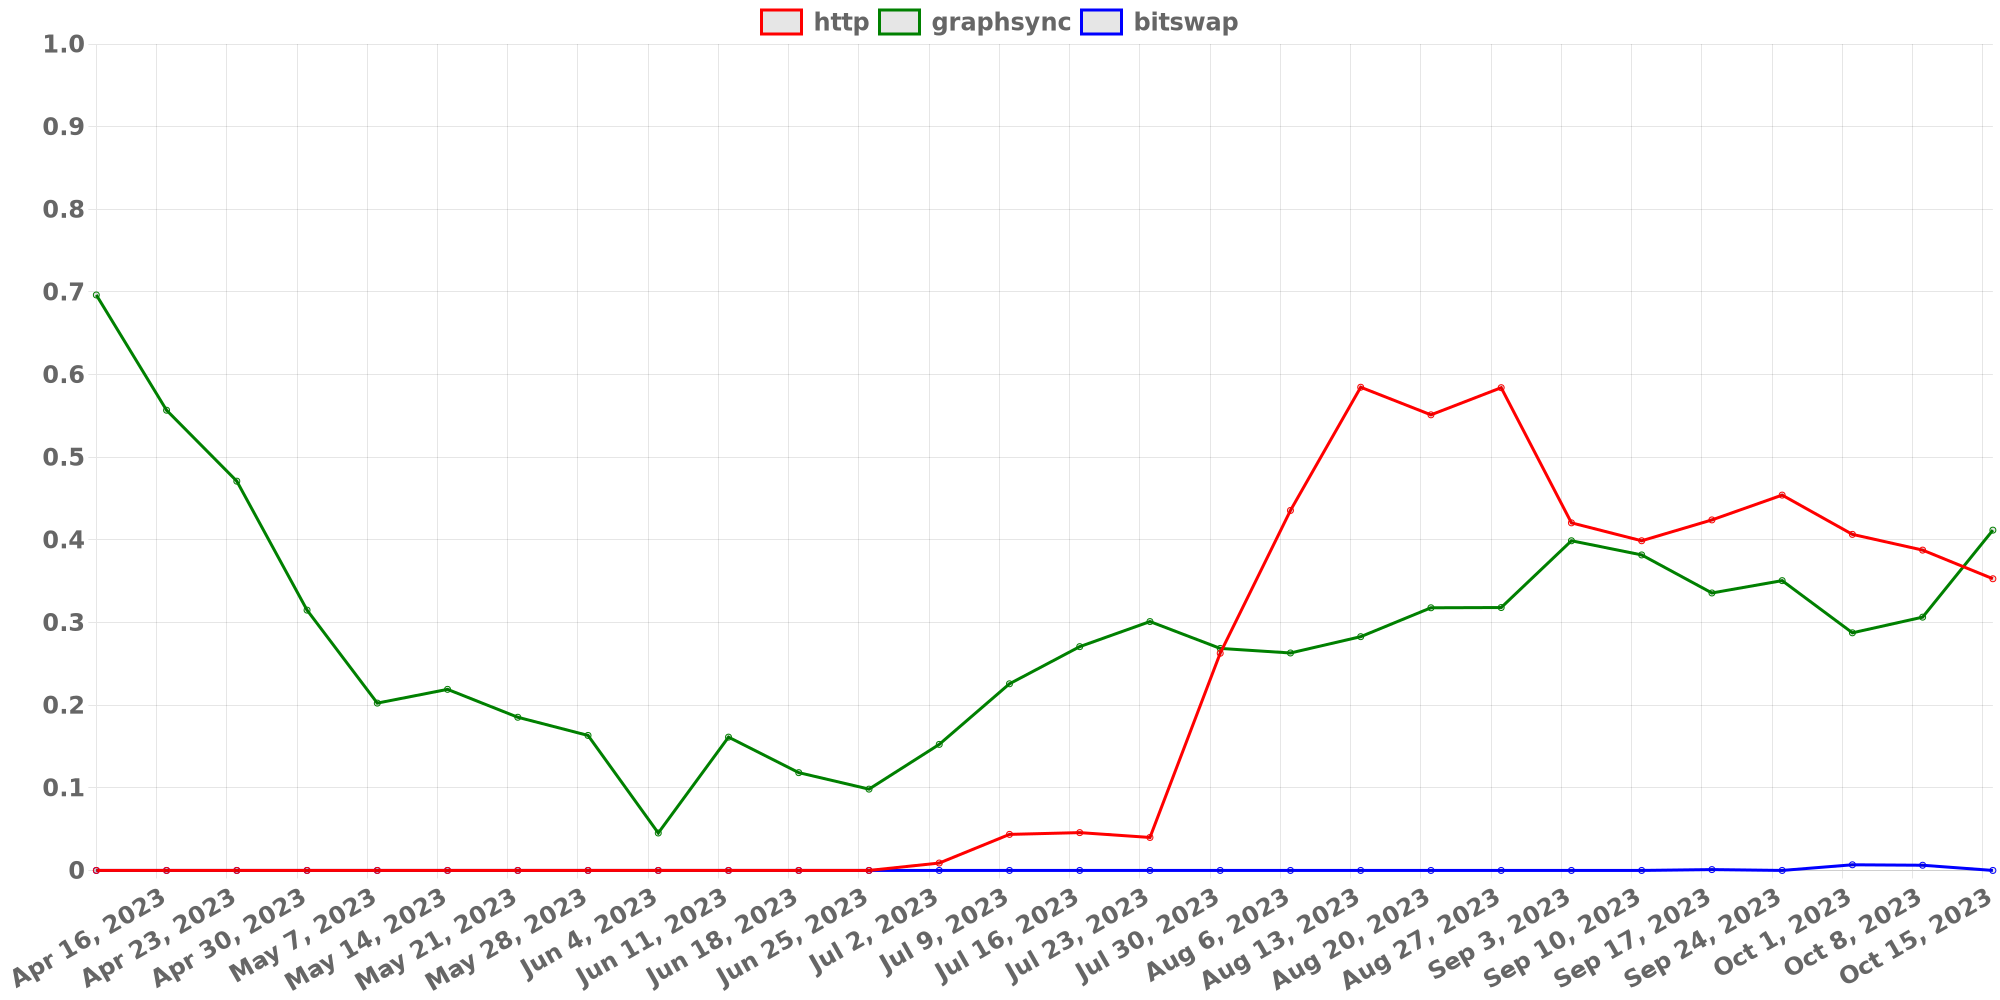 http graphsync bitswap
1.0
0.9
0.8
0.7
0.6
0.5
0.4
0.3
0.2
0.1
0
Apr 16, 2023
Apr 23, 2023
Apr 30, 2023
May 7, 2023
May 14, 2023
May 21, 2023
May 28, 2023
Jun 4, 2023
Jun 11, 2023
Jun 18, 2023
Jun 25, 2023
Jul 2, 2023
Jul 9, 2023
Jul 16, 2023
Jul 23, 2023
Jul 30, 2023
Aug 6, 2023
Aug 13, 2023
Aug 20, 2023
Aug 27, 2023
Sep 3, 2023
Sep 10, 2023
Sep 17, 2023
Sep 24, 2023
Oct 1, 2023
Oct 8, 2023
Oct 15, 2023